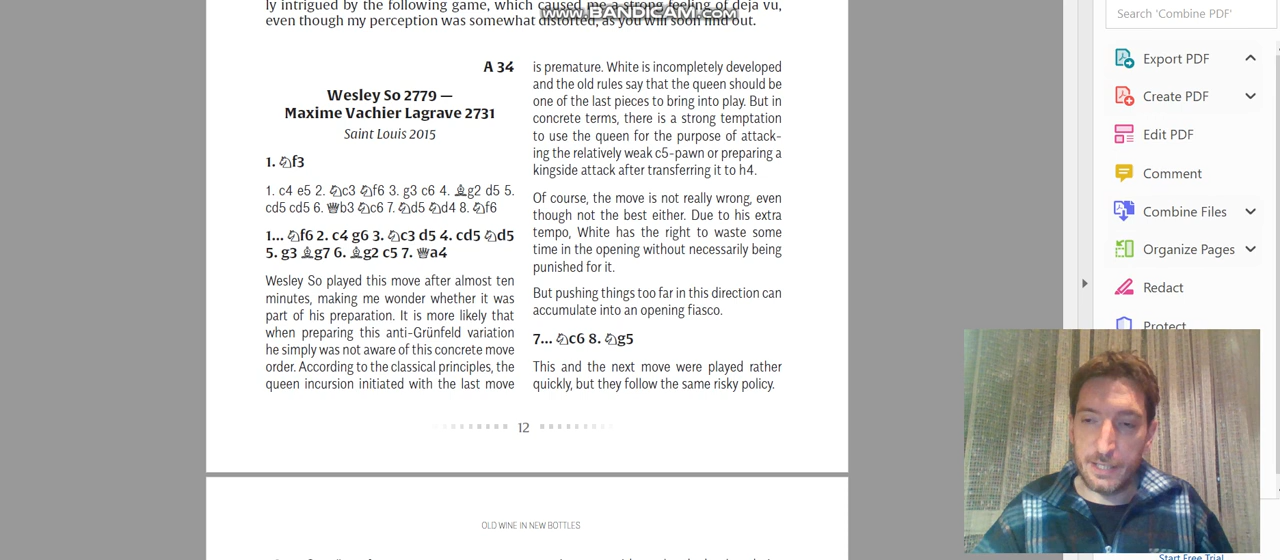 ly intrigued by the following game, which caused me a strong feeling of deja vu,
even though my perception was somewhat distorted, as you will soon find out.
www.BANDICAM.com
A 34
Wesley So 2779 —
Maxime Vachier Lagrave 2731
Saint Louis 2015
1. ♘f3
1. c4 e5 2. ♘c3 ♘f6 3. g3 c6 4. ♗g2 d5 5.
cd5 cd5 6. ♕b3 ♘c6 7. ♘d5 ♘d4 8. ♘f6
1... ♘f6 2. c4 g6 3. ♘c3 d5 4. cd5 ♘d5
5. g3 ♗g7 6. ♗g2 c5 7. ♕a4
Wesley So played this move after almost ten
minutes, making me wonder whether it was
part of his preparation. It is more likely that
when preparing this anti-Grünfeld variation
he simply was not aware of this concrete move
order. According to the classical principles, the
queen incursion initiated with the last move
is premature. White is incompletely developed
and the old rules say that the queen should be
one of the last pieces to bring into play. But in
concrete terms, there is a strong temptation
to use the queen for the purpose of attack-
ing the relatively weak c5-pawn or preparing a
kingside attack after transferring it to h4.
Of course, the move is not really wrong, even
though not the best either. Due to his extra
tempo, White has the right to waste some
time in the opening without necessarily being
punished for it.
But pushing things too far in this direction can
accumulate into an opening fiasco.
7... ♘c6 8. ♘g5
This and the next move were played rather
quickly, but they follow the same risky policy.
12
OLD WINE IN NEW BOTTLES
Search 'Combine PDF'
Export PDF
Create PDF
Edit PDF
Comment
Combine Files
Organize Pages
Redact
Protect
Start Free Trial